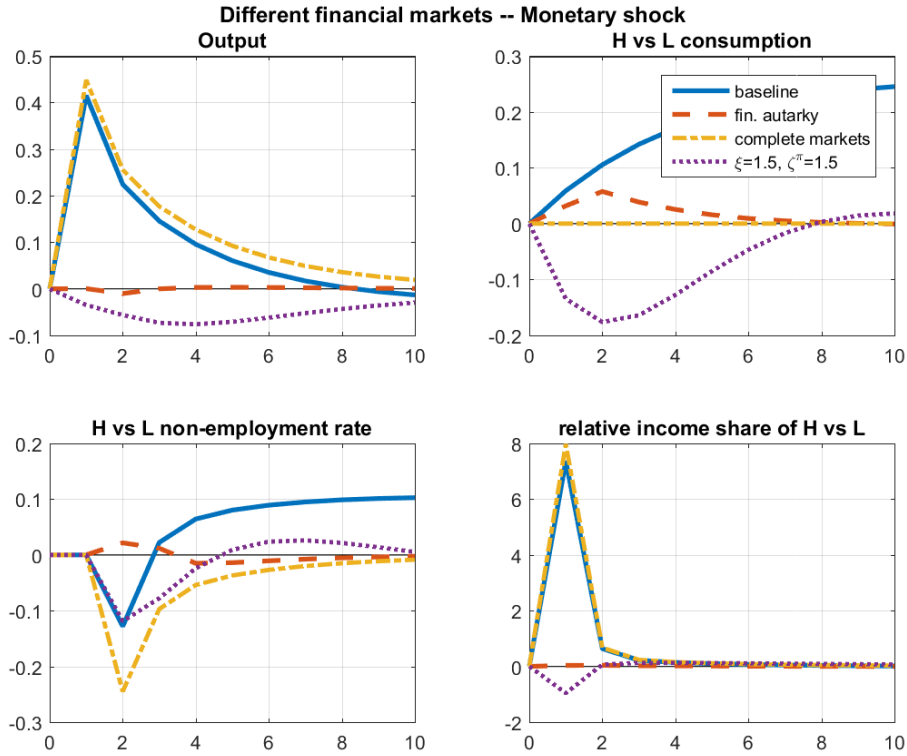 Different financial markets -- Monetary shock
Output
0.5
0.4
0.3
0.2
0.1
0
-0.1
0 2 4 6 8 10
H vs L consumption
0.3
0.2
0.1
0
-0.1
-0.2
0 2 4 6 8 10
baseline
fin. autarky
complete markets
ξ=1.5, ζ^π=1.5
H vs L non-employment rate
0.2
0.1
0
-0.1
-0.2
-0.3
0 2 4 6 8 10
relative income share of H vs L
8
6
4
2
0
-2
0 2 4 6 8 10